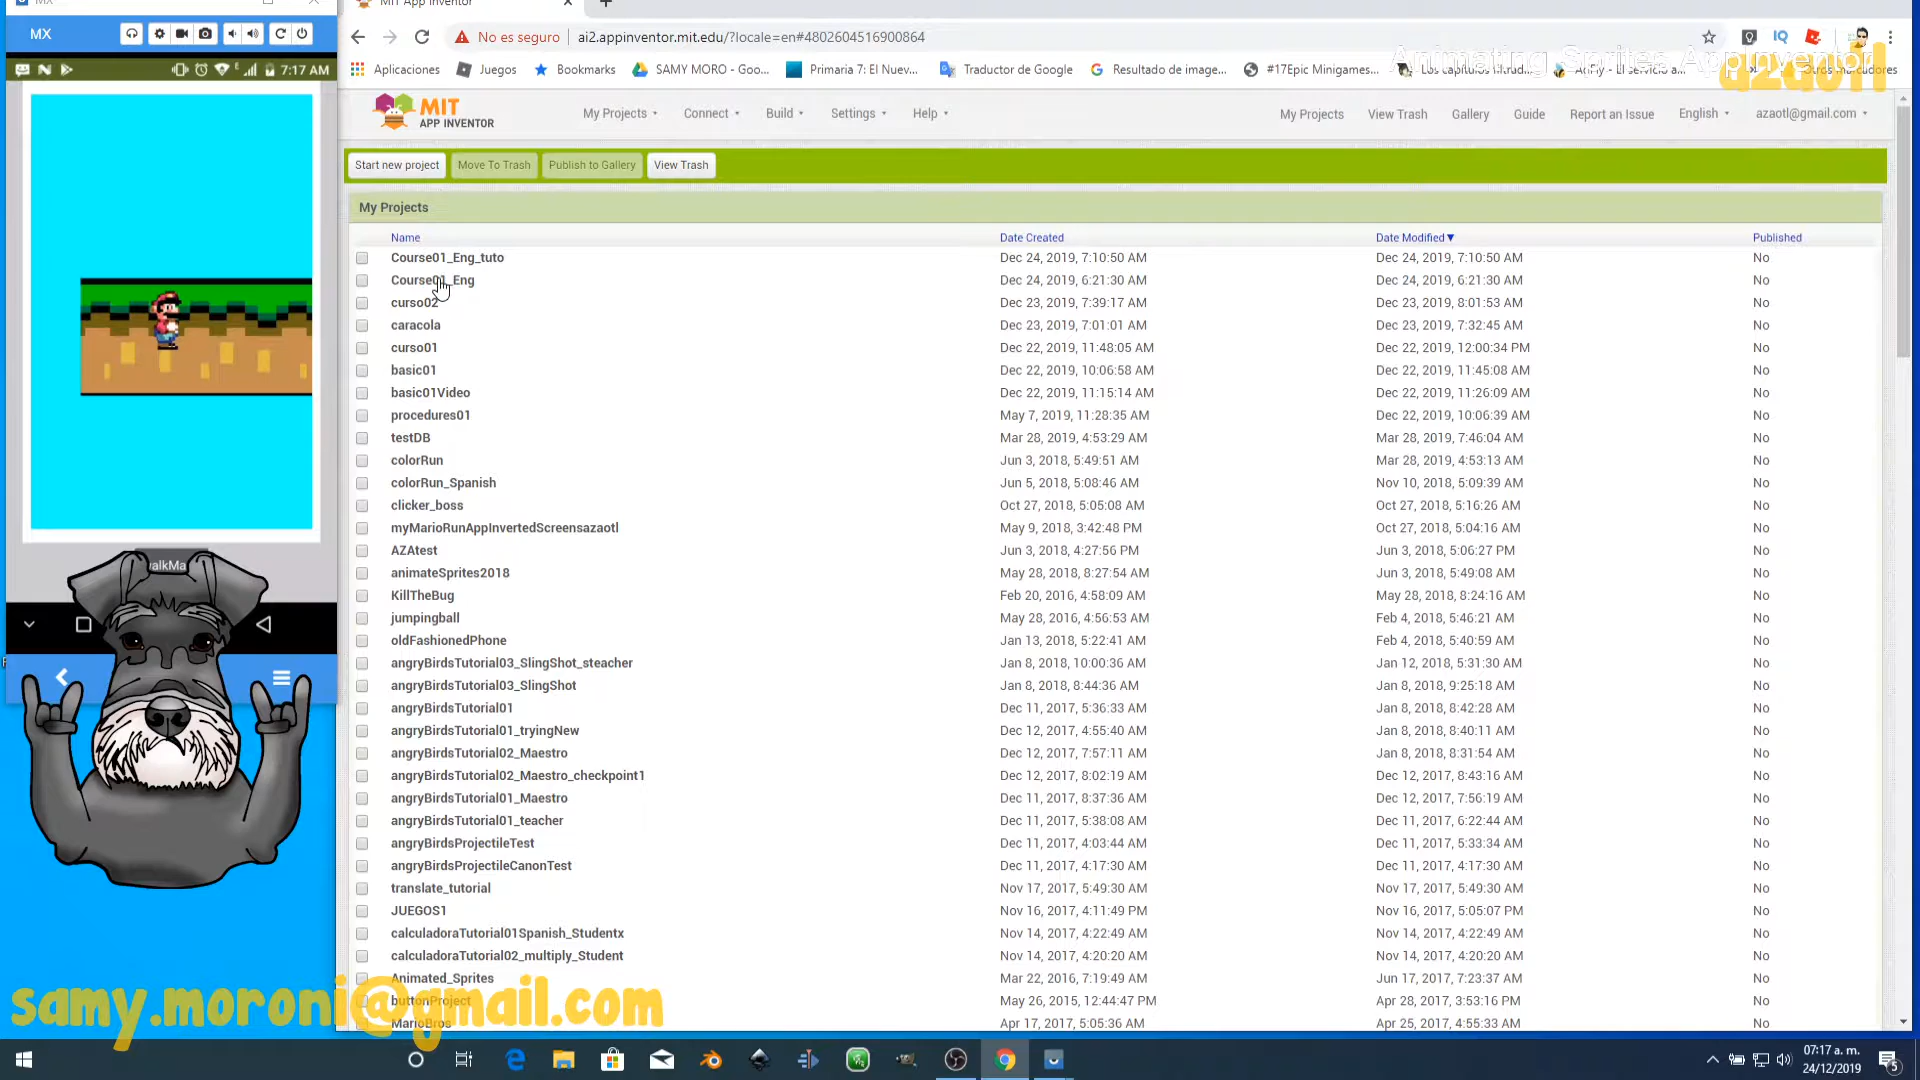 MX
MX
7:17 AM
walkMa
MIT App Inventor
No es seguro | ai2.appinventor.mit.edu/?locale=en#4802604516900864
Aplicaciones Juegos Bookmarks SAMY MORO - Goo... Primaria 7: El Nuev... Traductor de Google Resultado de image... #17Epic Minigames...
Animating Sprites AppInventor
azaotl
MIT
APP INVENTOR
My Projects Connect Build Settings Help My Projects View Trash Gallery Guide Report an Issue English azaotl@gmail.com
Start new project Move To Trash Publish to Gallery View Trash
My Projects
Name Date Created Date Modified▼ Published
Course01_Eng_tuto Dec 24, 2019, 7:10:50 AM Dec 24, 2019, 7:10:50 AM No
Course01_Eng Dec 24, 2019, 6:21:30 AM Dec 24, 2019, 6:21:30 AM No
curso02 Dec 23, 2019, 7:39:17 AM Dec 23, 2019, 8:01:53 AM No
caracola Dec 23, 2019, 7:01:01 AM Dec 23, 2019, 7:32:45 AM No
curso01 Dec 22, 2019, 11:48:05 AM Dec 22, 2019, 12:00:34 PM No
basic01 Dec 22, 2019, 10:06:58 AM Dec 22, 2019, 11:45:08 AM No
basic01Video Dec 22, 2019, 11:15:14 AM Dec 22, 2019, 11:26:09 AM No
procedures01 May 7, 2019, 11:28:35 AM Dec 22, 2019, 10:06:39 AM No
testDB Mar 28, 2019, 4:53:29 AM Mar 28, 2019, 7:46:04 AM No
colorRun Jun 3, 2018, 5:49:51 AM Mar 28, 2019, 4:53:13 AM No
colorRun_Spanish Jun 5, 2018, 5:08:46 AM Nov 10, 2018, 5:09:39 AM No
clicker_boss Oct 27, 2018, 5:05:08 AM Oct 27, 2018, 5:16:26 AM No
myMarioRunAppInvertedScreensazaotl May 9, 2018, 3:42:48 PM Oct 27, 2018, 5:04:16 AM No
AZAtest Jun 3, 2018, 4:27:56 PM Jun 3, 2018, 5:06:27 PM No
animateSprites2018 May 28, 2018, 8:27:54 AM Jun 3, 2018, 5:49:08 AM No
KillTheBug Feb 20, 2016, 4:58:09 AM May 28, 2018, 8:24:16 AM No
jumpingball May 28, 2016, 4:56:53 AM Feb 4, 2018, 5:46:21 AM No
oldFashionedPhone Jan 13, 2018, 5:22:41 AM Feb 4, 2018, 5:40:59 AM No
angryBirdsTutorial03_SlingShot_steacher Jan 8, 2018, 10:00:36 AM Jan 12, 2018, 5:31:30 AM No
angryBirdsTutorial03_SlingShot Jan 8, 2018, 8:44:36 AM Jan 8, 2018, 9:25:18 AM No
angryBirdsTutorial01 Dec 11, 2017, 5:36:33 AM Jan 8, 2018, 8:42:28 AM No
angryBirdsTutorial01_tryingNew Dec 12, 2017, 4:55:40 AM Jan 8, 2018, 8:40:11 AM No
angryBirdsTutorial02_Maestro Dec 12, 2017, 7:57:11 AM Jan 8, 2018, 8:31:54 AM No
angryBirdsTutorial02_Maestro_checkpoint1 Dec 12, 2017, 8:02:19 AM Dec 12, 2017, 8:43:16 AM No
angryBirdsTutorial01_Maestro Dec 11, 2017, 8:37:36 AM Dec 12, 2017, 7:56:19 AM No
angryBirdsTutorial01_teacher Dec 11, 2017, 5:38:08 AM Dec 11, 2017, 6:22:44 AM No
angryBirdsProjectileTest Dec 11, 2017, 4:03:44 AM Dec 11, 2017, 5:33:34 AM No
angryBirdsProjectileCanonTest Dec 11, 2017, 4:17:30 AM Dec 11, 2017, 4:17:30 AM No
translate_tutorial Nov 17, 2017, 5:49:30 AM Nov 17, 2017, 5:49:30 AM No
JUEGOS1 Nov 16, 2017, 4:11:49 PM Nov 16, 2017, 5:05:07 PM No
calculadoraTutorial01Spanish_Studentx Nov 14, 2017, 4:22:49 AM Nov 14, 2017, 4:22:49 AM No
calculadoraTutorial02_multiply_Student Nov 14, 2017, 4:20:20 AM Nov 14, 2017, 4:20:20 AM No
Animated_Sprites Mar 22, 2016, 7:19:49 AM Jun 17, 2017, 7:23:37 AM No
buttonProject May 26, 2015, 12:44:47 PM Apr 28, 2017, 3:53:16 PM No
MarioBros Apr 17, 2017, 5:05:36 AM Apr 25, 2017, 4:55:33 AM No
samy.moroni@gmail.com
07:17 a. m.
24/12/2019
5